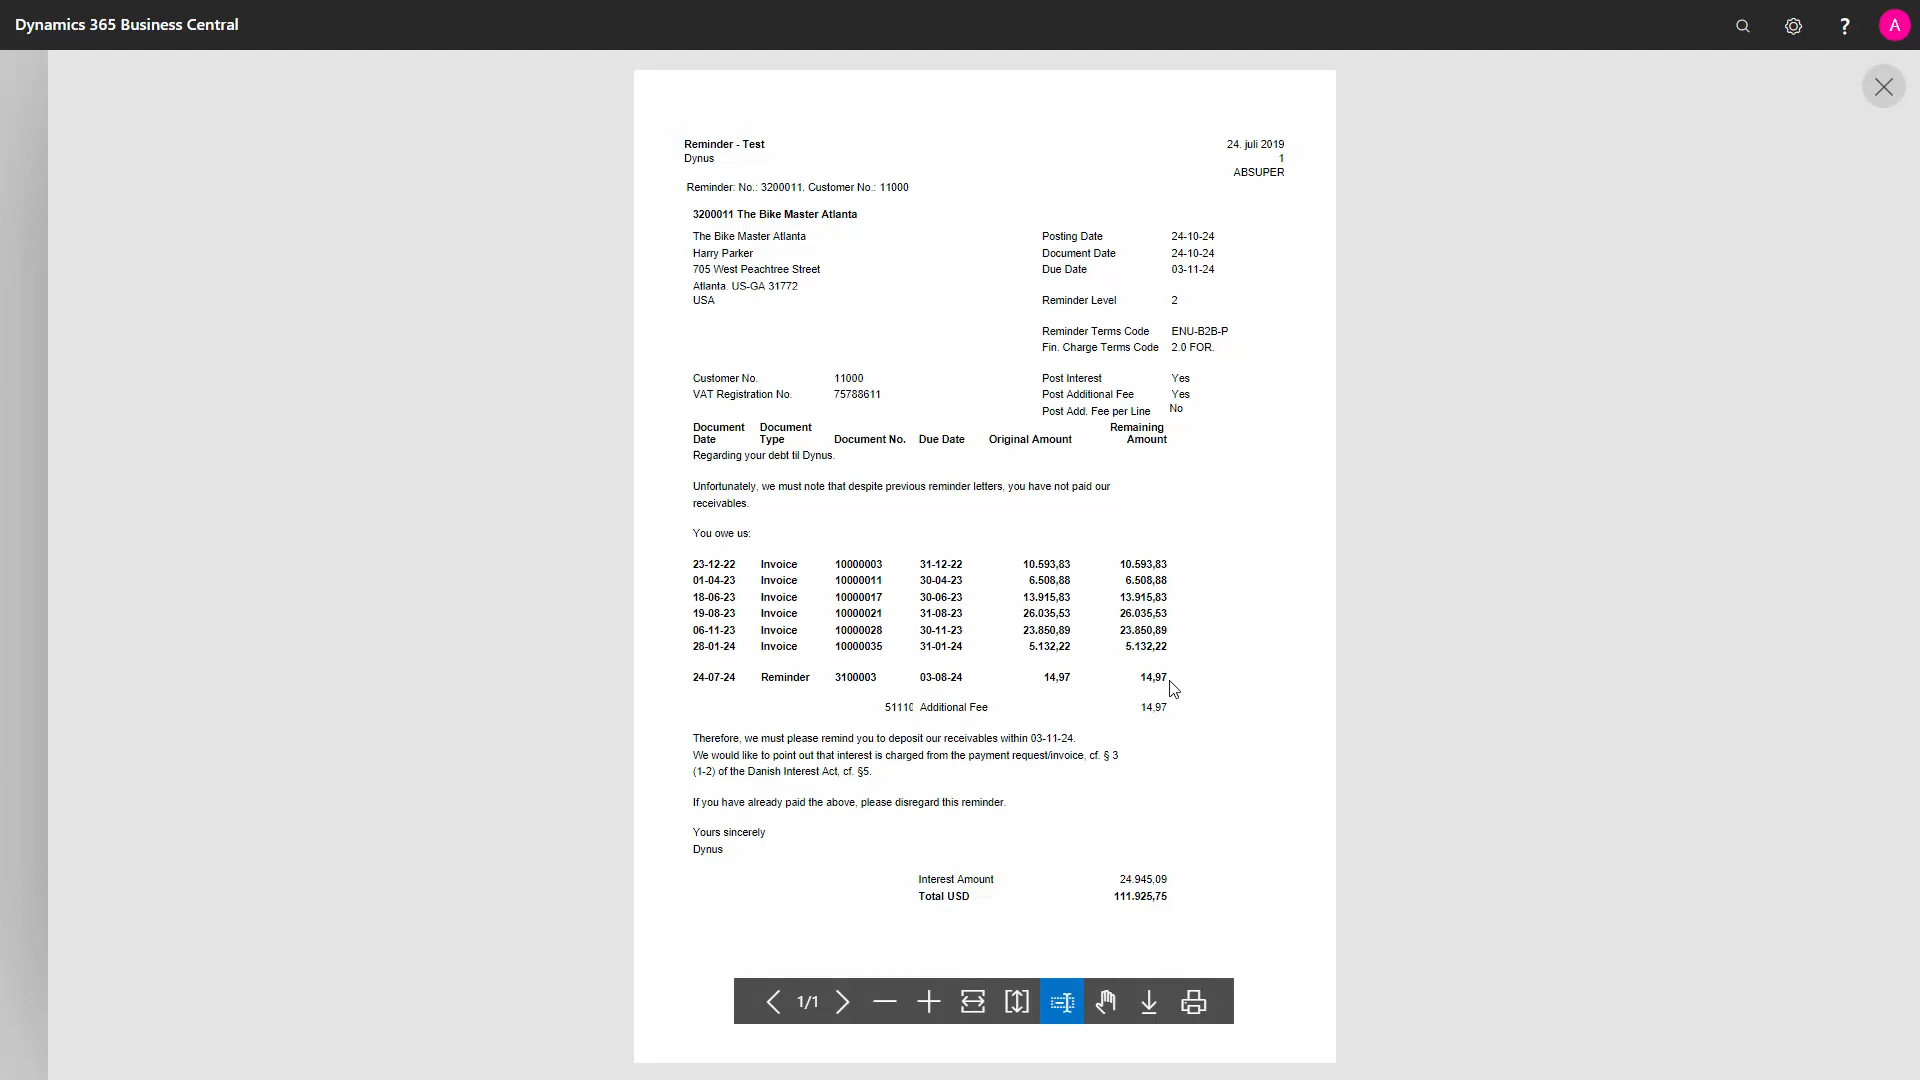 Dynamics 365 Business Central
?
A
Reminder - Test 24. juli 2019
Dynus 1
ABSUPER
Reminder: No.: 3200011. Customer No.: 11000
3200011 The Bike Master Atlanta
The Bike Master Atlanta Posting Date 24-10-24
Harry Parker Document Date 24-10-24
705 West Peachtree Street Due Date 03-11-24
Atlanta. US-GA 31772
USA Reminder Level 2
Reminder Terms Code ENU-B2B-P
Fin. Charge Terms Code 2.0 FOR.
Customer No. 11000 Post Interest Yes
VAT Registration No. 75788611 Post Additional Fee Yes
Post Add. Fee per Line No
Document Document Remaining
Date Type Document No. Due Date Original Amount Amount
Regarding your debt til Dynus.
Unfortunately, we must note that despite previous reminder letters, you have not paid our
receivables.
You owe us:
23-12-22 Invoice 10000003 31-12-22 10.593,83 10.593,83
01-04-23 Invoice 10000011 30-04-23 6.508,88 6.508,88
18-06-23 Invoice 10000017 30-06-23 13.915,83 13.915,83
19-08-23 Invoice 10000021 31-08-23 26.035,53 26.035,53
06-11-23 Invoice 10000028 30-11-23 23.850,89 23.850,89
28-01-24 Invoice 10000035 31-01-24 5.132,22 5.132,22
24-07-24 Reminder 3100003 03-08-24 14,97 14,97
51110 Additional Fee 14,97
Therefore, we must please remind you to deposit our receivables within 03-11-24.
We would like to point out that interest is charged from the payment request/invoice, cf. § 3
(1-2) of the Danish Interest Act, cf. §5.
If you have already paid the above, please disregard this reminder.
Yours sincerely
Dynus
Interest Amount 24.945,09
Total USD 111.925,75
1/1